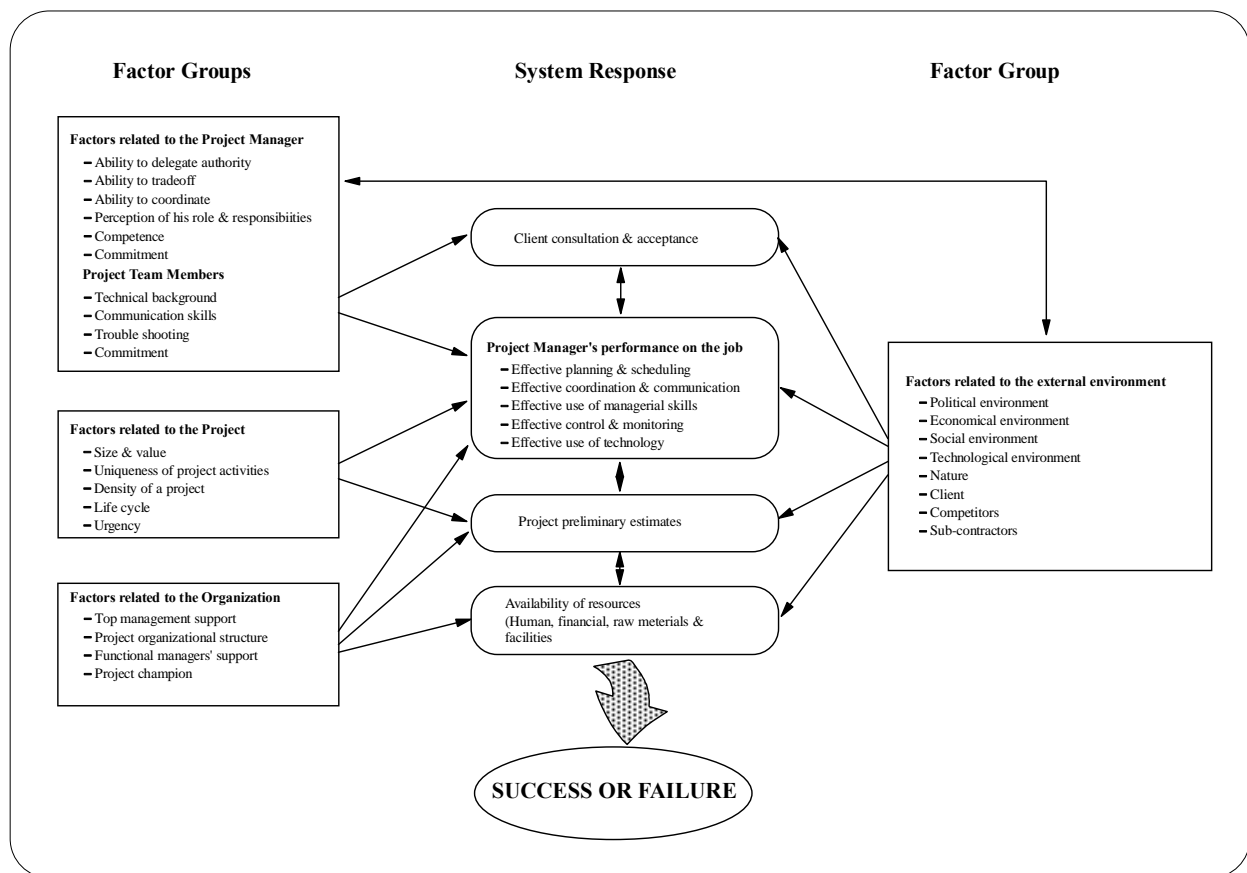 Factor Groups
System Response
Factor Group
Factors related to the Project Manager
– Ability to delegate authority
– Ability to tradeoff
– Ability to coordinate
– Perception of his role & responsibiities
– Competence
– Commitment
Project Team Members
– Technical background
– Communication skills
– Trouble shooting
– Commitment
Factors related to the Project
– Size & value
– Uniqueness of project activities
– Density of a project
– Life cycle
– Urgency
Factors related to the Organization
– Top management support
– Project organizational structure
– Functional managers' support
– Project champion
Client consultation & acceptance
Project Manager's performance on the job
– Effective planning & scheduling
– Effective coordination & communication
– Effective use of managerial skills
– Effective control & monitoring
– Effective use of technology
Project preliminary estimates
Availability of resources
(Human, financial, raw meterials &
facilities
SUCCESS OR FAILURE
Factors related to the external environment
– Political environment
– Economical environment
– Social environment
– Technological environment
– Nature
– Client
– Competitors
– Sub-contractors